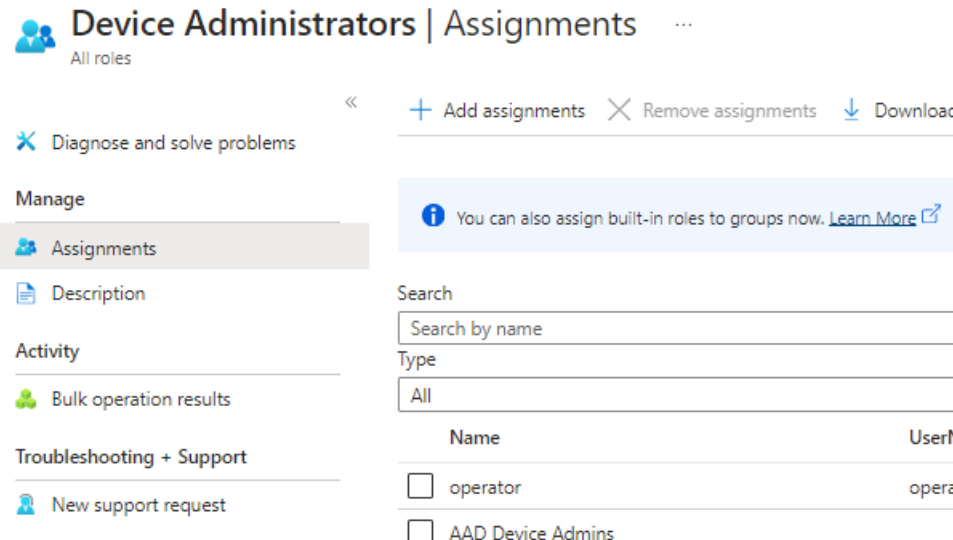 Device Administrators | Assignments ...
All roles
«
Diagnose and solve problems
Manage
Assignments
Description
Activity
Bulk operation results
Troubleshooting + Support
New support request
Add assignments Remove assignments
You can also assign built-in roles to groups now. Learn More
Search
Search by name
Type
All
Name
operator
AAD Device Admins